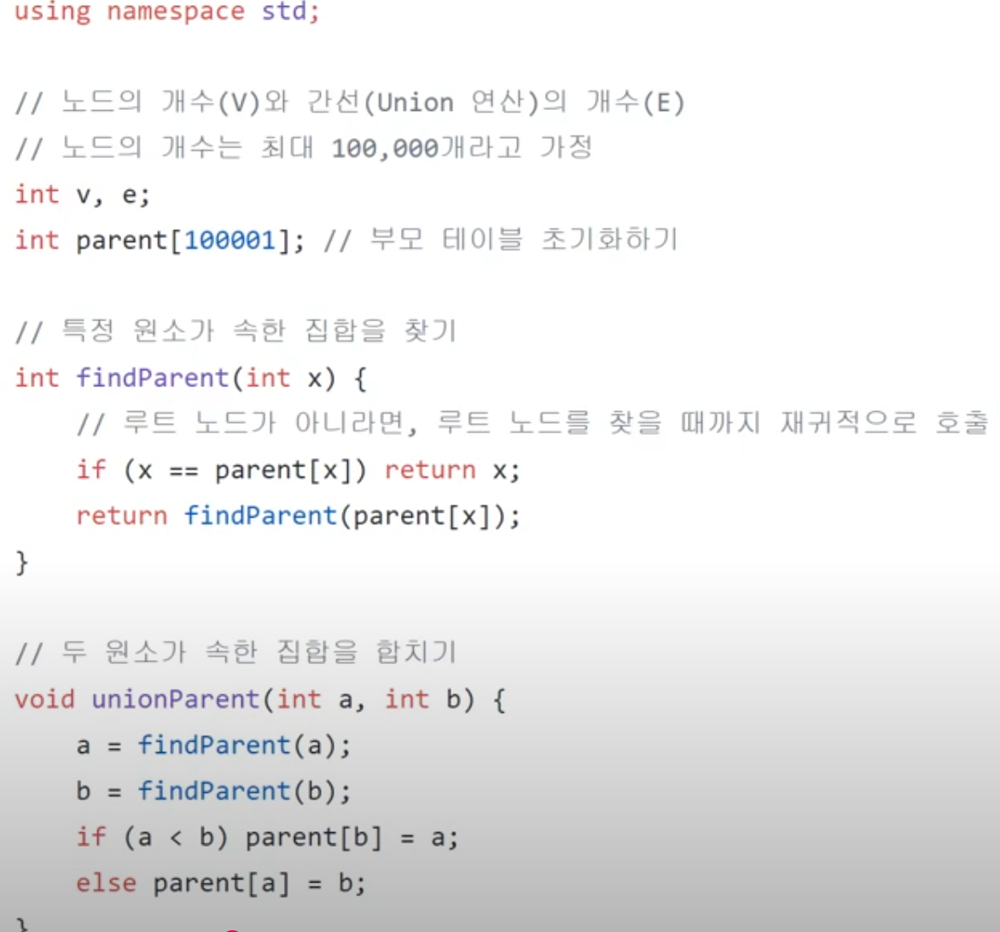 using namespace std;
// 노드의 개수(V)와 간선(Union 연산)의 개수(E)
// 노드의 개수는 최대 100,000개라고 가정
int v, e;
int parent[100001]; // 부모 테이블 초기화하기
// 특정 원소가 속한 집합을 찾기
int findParent(int x) {
// 루트 노드가 아니라면, 루트 노드를 찾을 때까지 재귀적으로 호출
if (x == parent[x]) return x;
return findParent(parent[x]);
}
// 두 원소가 속한 집합을 합치기
void unionParent(int a, int b) {
a = findParent(a);
b = findParent(b);
if (a < b) parent[b] = a;
else parent[a] = b;
}